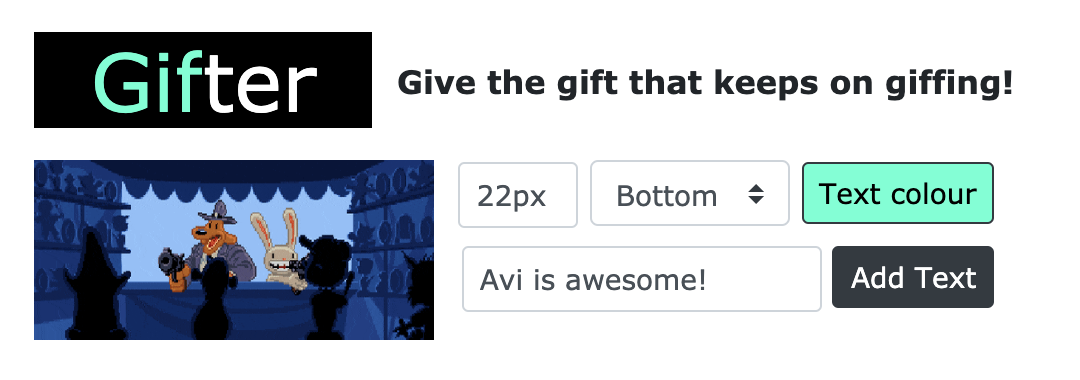 Gifter
Give the gift that keeps on giffing!
22px
Bottom
Text colour
Avi is awesome!
Add Text